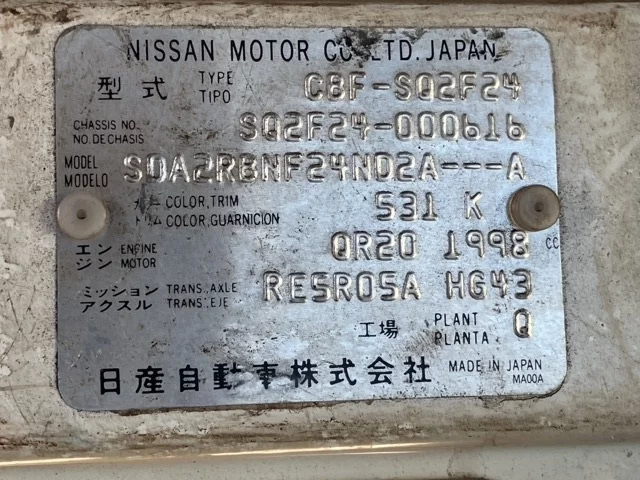 NISSAN MOTOR CO., LTD. JAPAN
型式 TYPE TIPO CBF-SQ2F24
CHASSIS NO. NO.DE CHASIS SQ2F24-000616
MODEL MODELO SDA2RBNF24ND2A---A
COLOR,TRIM COLOR,GUARNICION 531 K
エンジン ENGINE MOTOR QR20 1998 CC
ミッション アクスル TRANS.,AXLE TRANS.,EJE RE5R05A HG43
工場 PLANT PLANTA Q
日産自動車株式会社 MADE IN JAPAN
MA00A